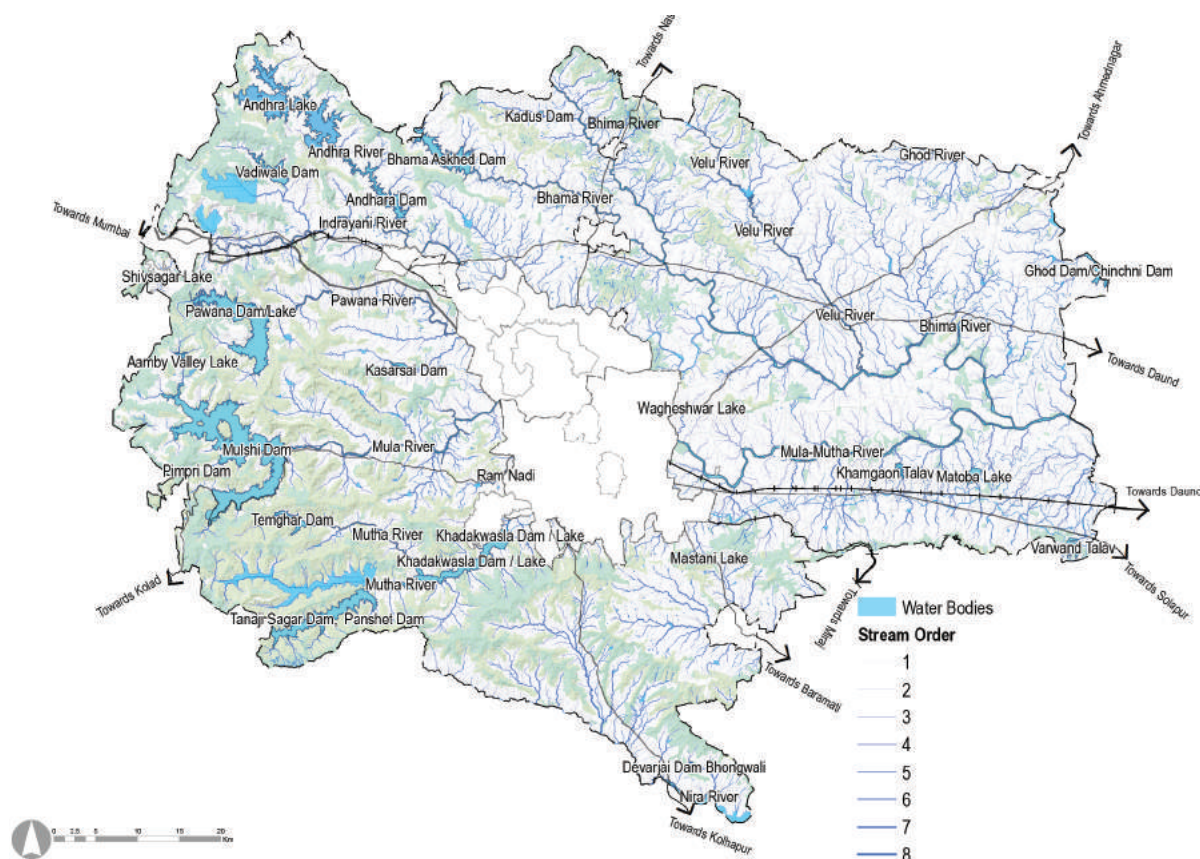 Towards Nas
Towards Ahmednagar
Andhra Lake
Kadus Dam
Bhima River
Andhra River
Bhama Askhed Dam
Velu River
Ghod River
Vadiwale Dam
Andhara Dam
Bhama River
Towards Mumbai
Indrayani River
Velu River
Shivsagar Lake
Ghod Dam/Chinchni Dam
Pawana Dam/Lake
Pawana River
Velu River
Bhima River
Aamby Valley Lake
Kasarsai Dam
Towards Daund
Wagheshwar Lake
Mulshi Dam
Mula River
Mula-Mutha River
Pimpri Dam
Ram Nadi
Khamgaon Talav
Matoba Lake
Towards Daund
Temghar Dam
Mutha River
Khadakwasla Dam / Lake
Khadakwasla Dam / Lake
Mastani Lake
Varwand Talav
Towards Kolad
Mutha River
Towards Solapur
Towards Miraj
Tanaji Sagar Dam, Panshet Dam
Towards Baramati
Water Bodies
Stream Order
1
2
3
4
5
6
7
8
Devarjai Dam Bhongwali
Nira River
Towards Kolhapur
0 2.5 5 10 15 20
Km